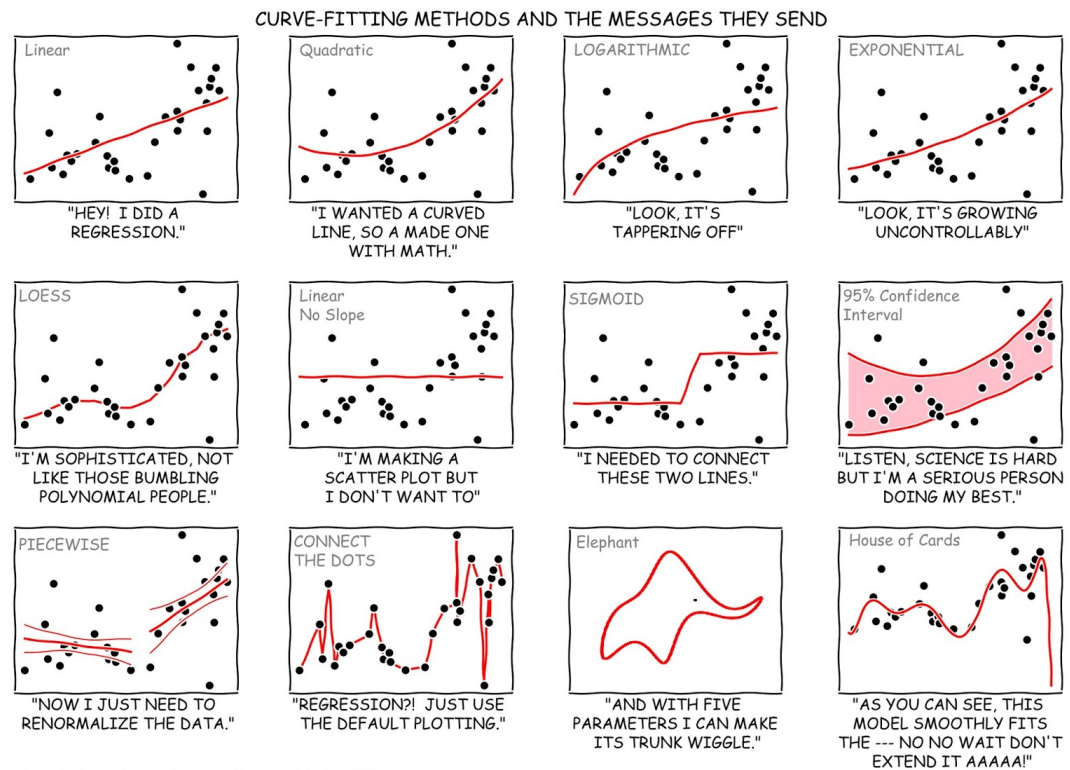 CURVE-FITTING METHODS AND THE MESSAGES THEY SEND
Linear
"HEY! I DID A
REGRESSION."
Quadratic
"I WANTED A CURVED
LINE, SO A MADE ONE
WITH MATH."
LOGARITHMIC
"LOOK, IT'S
TAPPERING OFF"
EXPONENTIAL
"LOOK, IT'S GROWING
UNCONTROLLABLY"
LOESS
"I'M SOPHISTICATED, NOT
LIKE THOSE BUMBLING
POLYNOMIAL PEOPLE."
Linear
No Slope
"I'M MAKING A
SCATTER PLOT BUT
I DON'T WANT TO"
SIGMOID
"I NEEDED TO CONNECT
THESE TWO LINES."
95% Confidence
Interval
"LISTEN, SCIENCE IS HARD
BUT I'M A SERIOUS PERSON
DOING MY BEST."
PIECEWISE
"NOW I JUST NEED TO
RENORMALIZE THE DATA."
CONNECT
THE DOTS
"REGRESSION?! JUST USE
THE DEFAULT PLOTTING."
Elephant
"AND WITH FIVE
PARAMETERS I CAN MAKE
ITS TRUNK WIGGLE."
House of Cards
"AS YOU CAN SEE, THIS
MODEL SMOOTHLY FITS
THE --- NO NO WAIT DON'T
EXTEND IT AAAAA!"